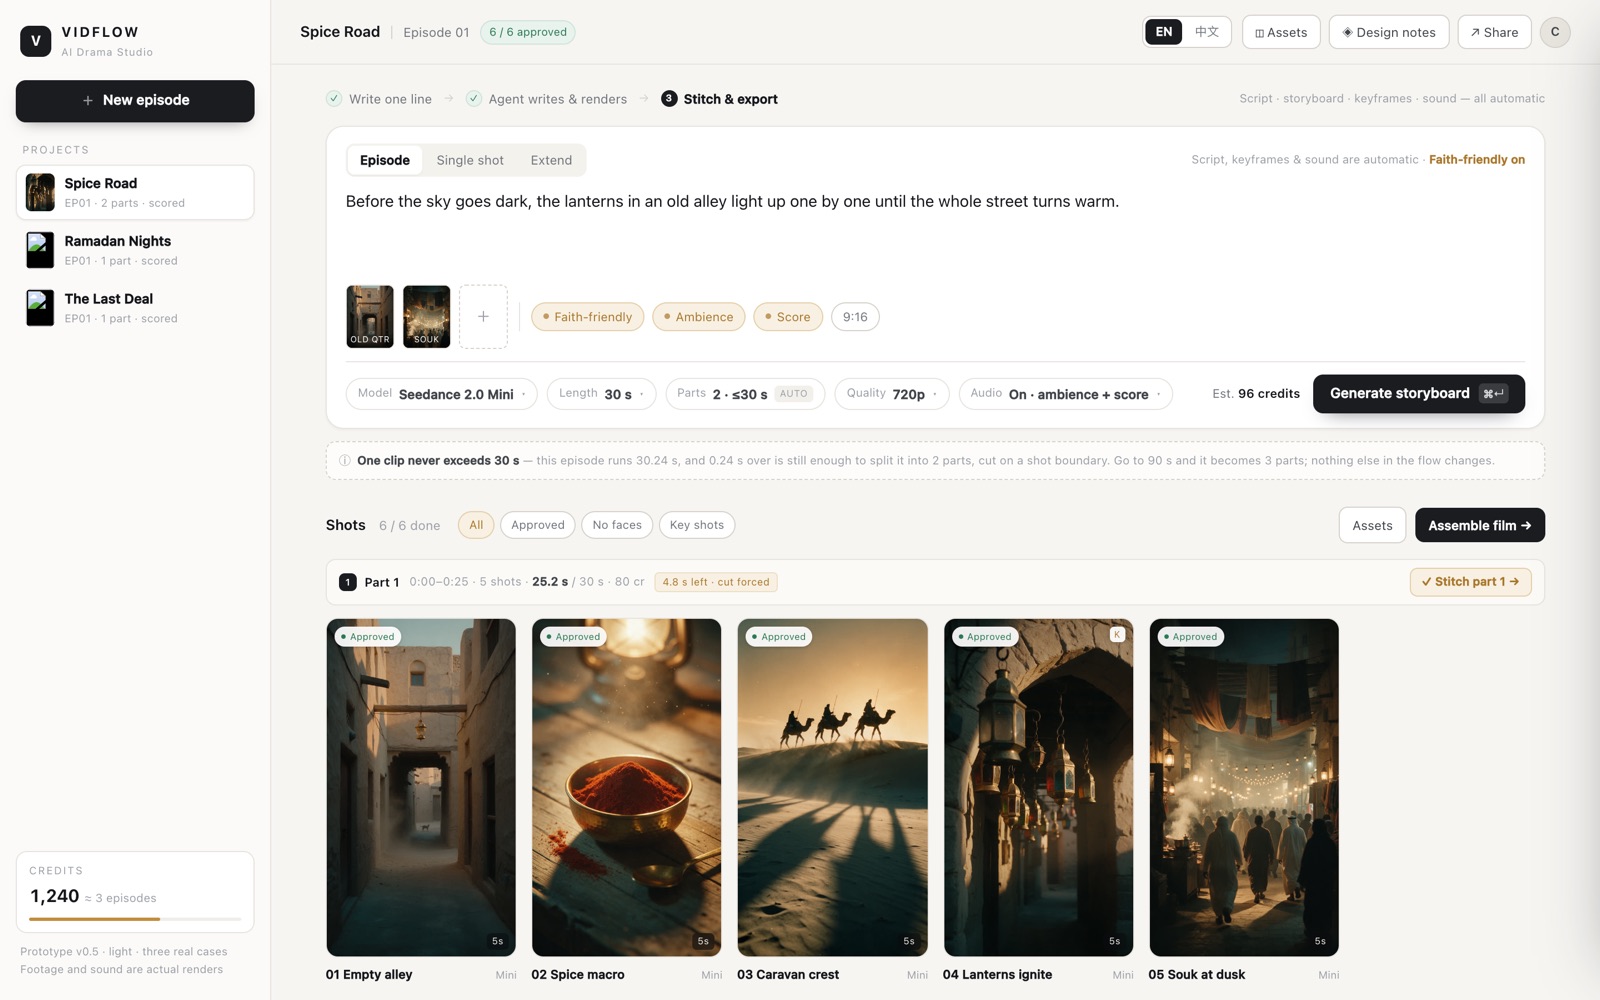 V
VIDFLOW
AI Drama Studio
+ New episode
PROJECTS
Spice Road
EP01 · 2 parts · scored
Ramadan Nights
EP01 · 1 part · scored
The Last Deal
EP01 · 1 part · scored
CREDITS
1,240 ≈ 3 episodes
Prototype v0.5 · light · three real cases
Footage and sound are actual renders
Spice Road Episode 01 6 / 6 approved
EN 中文 Assets Design notes Share C
Write one line → Agent writes & renders → 3 Stitch & export
Script · storyboard · keyframes · sound — all automatic
Episode Single shot Extend
Script, keyframes & sound are automatic · Faith-friendly on
Before the sky goes dark, the lanterns in an old alley light up one by one until the whole street turns warm.
OLD QTR SOUK + Faith-friendly Ambience Score 9:16
Model Seedance 2.0 Mini · Length 30 s · Parts 2 · ≤30 s AUTO Quality 720p · Audio On · ambience + score · Est. 96 credits Generate storyboard ⌘↵
ⓘ One clip never exceeds 30 s — this episode runs 30.24 s, and 0.24 s over is still enough to split it into 2 parts, cut on a shot boundary. Go to 90 s and it becomes 3 parts; nothing else in the flow changes.
Shots 6 / 6 done All Approved No faces Key shots Assets Assemble film →
1 Part 1 0:00–0:25 · 5 shots · 25.2 s / 30 s · 80 cr 4.8 s left · cut forced ✓ Stitch part 1 →
Approved Approved Approved Approved K Approved
5s 5s 5s 5s 5s
01 Empty alley Mini 02 Spice macro Mini 03 Caravan crest Mini 04 Lanterns ignite Mini 05 Souk at dusk Mini